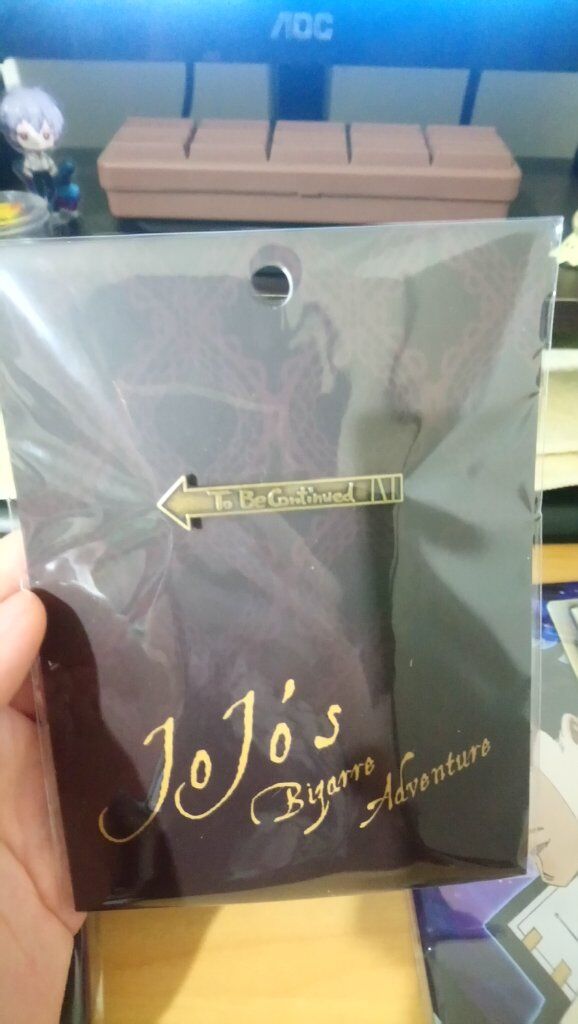 AOC
To Be Continued
JoJo's
Bizarre Adventure